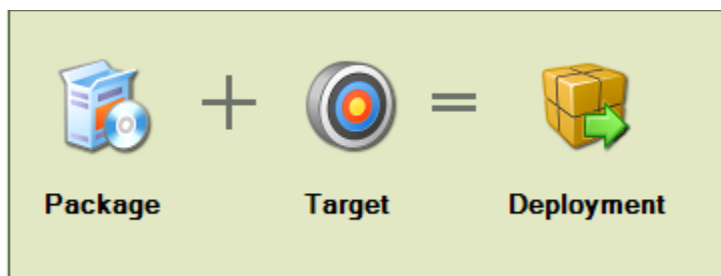 + =
Package Target Deployment